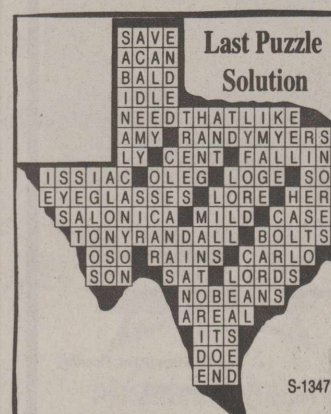 Last Puzzle
Solution
SAVE
ACAN
BALD
IDLE
NEEDTHATLIKE
AMY RANDYMYERS
LY CENT FALLIN
ISSIAC OLEG LOGE SO
EYEGLASSES LORE HER
SALONICA MILD CASE
TONYRANDALL BOLTS
OSO RAINS CARLO
SON SAT LORDS
NOBEANS
AREAL
ITS
DOE
END
S-1347